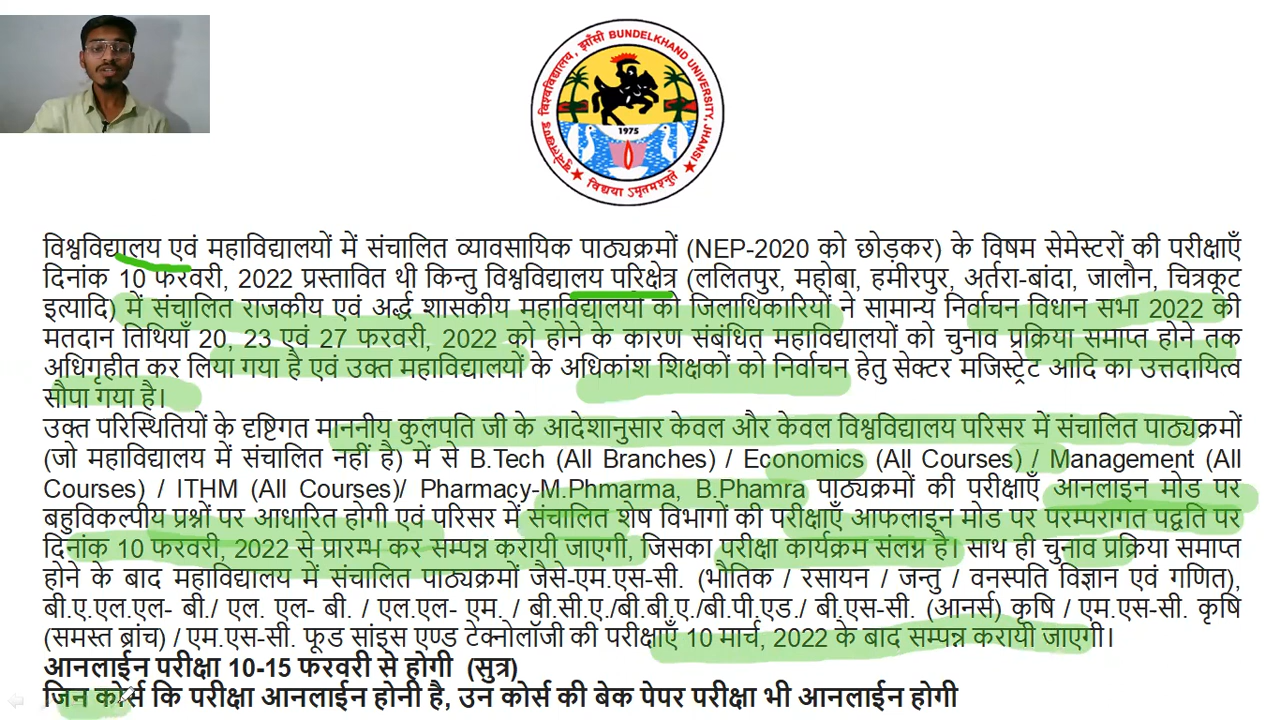 बुन्देलखण्ड विश्वविद्यालय, झाँसी BUNDELKHAND UNIVERSITY, JHANSI
1975
विद्यया ऽमृतमश्नुते
विश्वविद्यालय एवं महाविद्यालयों में संचालित व्यावसायिक पाठ्यक्रमों (NEP-2020 को छोड़कर) के विषम सेमेस्टरों की परीक्षाएँ
दिनांक 10 फरवरी, 2022 प्रस्तावित थी किन्तु विश्वविद्यालय परिक्षेत्र (ललितपुर, महोबा, हमीरपुर, अर्तरा-बांदा, जालौन, चित्रकूट
इत्यादि) में संचालित राजकीय एवं अर्द्ध शासकीय महाविद्यालयों को जिलाधिकारियों ने सामान्य निर्वाचन विधान सभा 2022 की
मतदान तिथियाँ 20, 23 एवं 27 फरवरी, 2022 को होने के कारण संबंधित महाविद्यालयों को चुनाव प्रक्रिया समाप्त होने तक
अधिगृहीत कर लिया गया है एवं उक्त महाविद्यालयों के अधिकांश शिक्षकों को निर्वाचन हेतु सेक्टर मजिस्ट्रेट आदि का उत्तदायित्व
सौपा गया है।
उक्त परिस्थितियों के दृष्टिगत माननीय कुलपति जी के आदेशानुसार केवल और केवल विश्वविद्यालय परिसर में संचालित पाठ्यक्रमों
(जो महाविद्यालय में संचालित नहीं है) में से B.Tech (All Branches) / Economics (All Courses) / Management (All
Courses) / ITHM (All Courses)/ Pharmacy-M.Phmarma, B.Phamra पाठ्यक्रमों की परीक्षाएँ आनलाइन मोड पर
बहुविकल्पीय प्रश्नों पर आधारित होगी एवं परिसर में संचालित शेष विभागों की परीक्षाएँ आफलाइन मोड पर परम्परागत पद्वति पर
दिनांक 10 फरवरी, 2022 से प्रारम्भ कर सम्पन्न करायी जाएगी, जिसका परीक्षा कार्यक्रम संलग्न है। साथ ही चुनाव प्रक्रिया समाप्त
होने के बाद महाविद्यालय में संचालित पाठ्यक्रमों जैसे-एम.एस-सी. (भौतिक / रसायन / जन्तु / वनस्पति विज्ञान एवं गणित),
बी.ए.एल.एल- बी./ एल. एल- बी. / एल.एल- एम. / बी.सी.ए./बी.बी.ए./बी.पी.एड./ बी.एस-सी. (आनर्स) कृषि / एम.एस-सी. कृषि
(समस्त ब्रांच) / एम.एस-सी. फूड सांइस एण्ड टेक्नोलॉजी की परीक्षाएँ 10 मार्च, 2022 के बाद सम्पन्न करायी जाएगी।
आनलाईन परीक्षा 10-15 फरवरी से होगी (सुत्र)
जिन कोर्स कि परीक्षा आनलाईन होनी है, उन कोर्स की बेक पेपर परीक्षा भी आनलाईन होगी